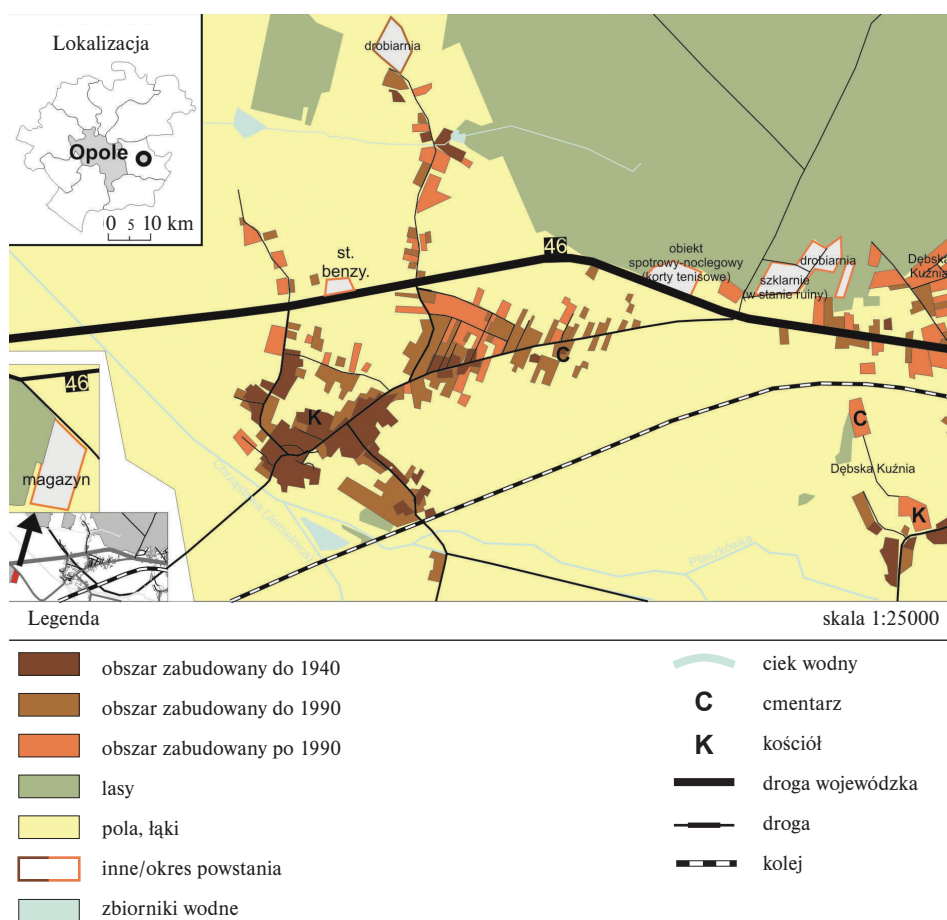 Lokalizacja
Opole
0 5 10 km
drobiarnia
46
st.
benzy.
obiekt
spotrowy-noclegowy
(korty tenisowe)
drobiarnia
szklarnie
(w stanie ruiny)
Dębska
Kuźnia
C
K
46
magazyn
Chrząstawa (Jemielnica)
C
Dębska Kuźnia
K
Ptaszkówka
Legenda
skala 1:25000
obszar zabudowany do 1940
obszar zabudowany do 1990
obszar zabudowany po 1990
lasy
pola, łąki
inne/okres powstania
zbiorniki wodne
ciek wodny
C cmentarz
K kościół
droga wojewódzka
droga
kolej